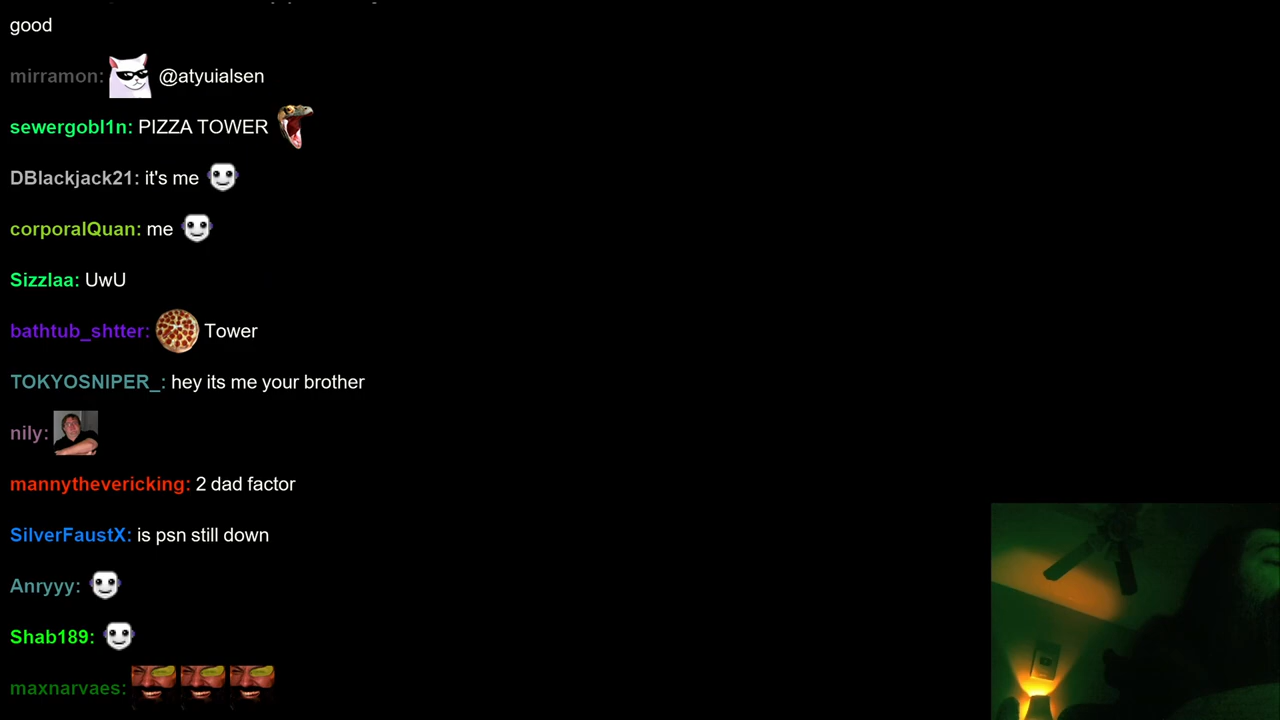 good
mirramon: @atyuialsen
sewergobl1n: PIZZA TOWER
DBlackjack21: it's me
corporalQuan: me
Sizzlaa: UwU
bathtub_shtter: Tower
TOKYOSNIPER_: hey its me your brother
nily:
mannythevericking: 2 dad factor
SilverFaustX: is psn still down
Anryyy:
Shab189:
maxnarvaes: